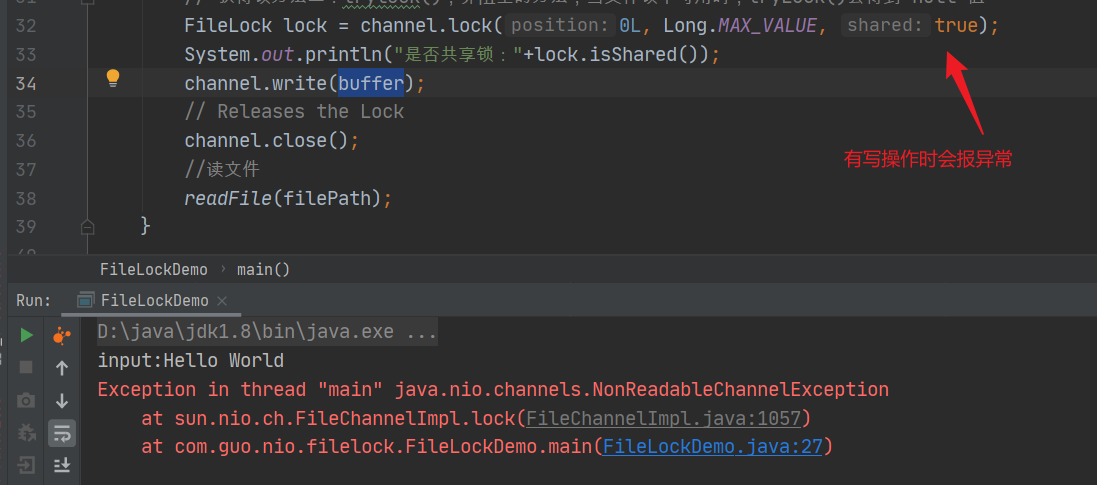 32 FileLock lock = channel.lock( position: 0L, Long.MAX_VALUE, shared: true);
33 System.out.println("是否共享锁："+lock.isShared());
34 channel.write(buffer);
35 // Releases the Lock
36 channel.close();
有写操作时会报异常
37 //读文件
38 readFile(filePath);
39 }
FileLockDemo › main()
Run: FileLockDemo ×
D:\java\jdk1.8\bin\java.exe ...
input:Hello World
Exception in thread "main" java.nio.channels.NonReadableChannelException
at sun.nio.ch.FileChannelImpl.lock(FileChannelImpl.java:1057)
at com.guo.nio.filelock.FileLockDemo.main(FileLockDemo.java:27)